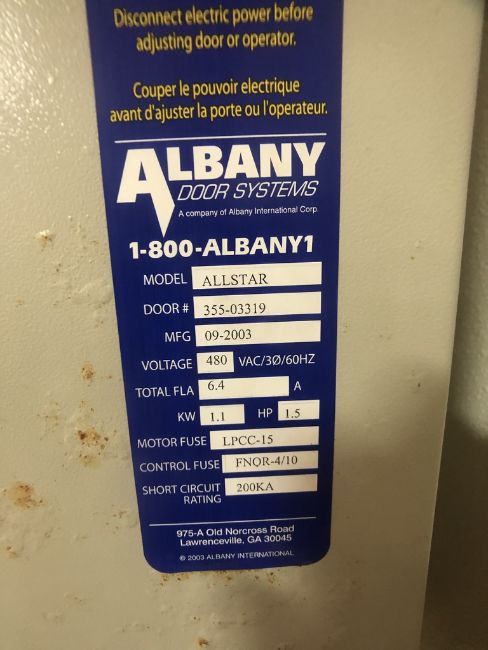 Disconnect electric power before
adjusting door or operator.
Couper le pouvoir electrique
avant d'ajuster la porte ou l'operateur.
ALBANY
DOOR SYSTEMS
A company of Albany International Corp.
1-800-ALBANY1
MODEL ALLSTAR
DOOR # 355-03319
MFG 09-2003
VOLTAGE 480 VAC/3Ø/60HZ
TOTAL FLA 6.4 A
KW 1.1 HP 1.5
MOTOR FUSE LPCC-15
CONTROL FUSE FNQR-4/10
SHORT CIRCUIT
RATING 200KA
975-A Old Norcross Road
Lawrenceville, GA 30045
© 2003 ALBANY INTERNATIONAL